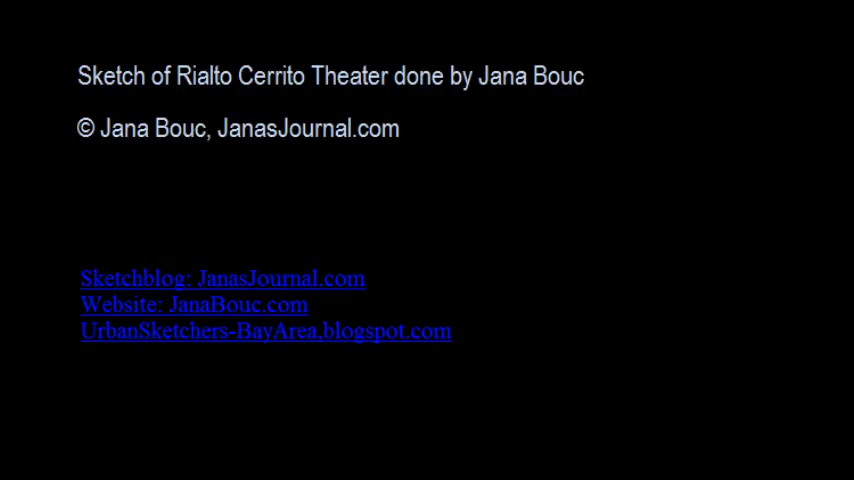 Sketch of Rialto Cerrito Theater done by Jana Bouc
© Jana Bouc, JanasJournal.com
Sketchblog: JanasJournal.com
Website: JanaBouc.com
UrbanSketchers-BayArea,blogspot.com